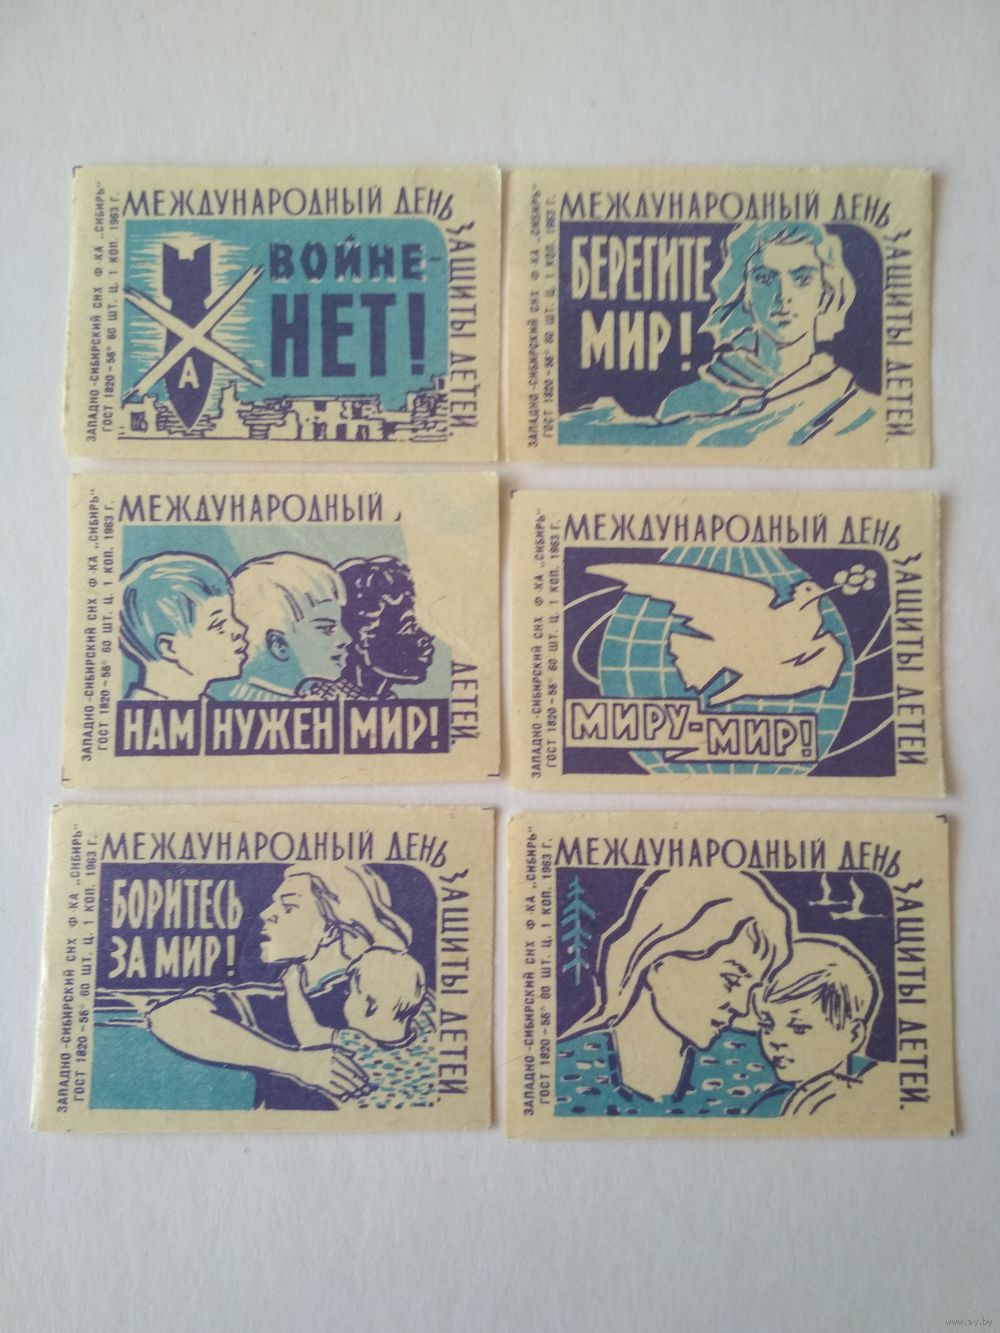 ЗАПАДНО-СИБИРСКИЙ СНХ Ф-КА „СИБИРЬ“
ГОСТ 1820-56° 60 ШТ. Ц. 1 КОП. 1963 Г.
МЕЖДУНАРОДНЫЙ ДЕНЬ
ЗАЩИТЫ ДЕТЕЙ.
ВОЙНЕ-
НЕТ!
А
ЗАПАДНО-СИБИРСКИЙ СНХ Ф-КА „СИБИРЬ“
ГОСТ 1820-56° 60 ШТ. Ц. 1 КОП. 1963 Г.
МЕЖДУНАРОДНЫЙ ДЕНЬ
ЗАЩИТЫ ДЕТЕЙ.
БЕРЕГИТЕ
МИР!
ЗАПАДНО-СИБИРСКИЙ СНХ Ф-КА „СИБИРЬ“
ГОСТ 1820-56° 60 ШТ. Ц. 1 КОП. 1963 Г.
МЕЖДУНАРОДНЫЙ
ДЕТЕЙ.
НАМ НУЖЕН МИР!
ЗАПАДНО-СИБИРСКИЙ СНХ Ф-КА „СИБИРЬ“
ГОСТ 1820-56° 60 ШТ. Ц. 1 КОП. 1963 Г.
МЕЖДУНАРОДНЫЙ ДЕНЬ
ЗАЩИТЫ ДЕТЕЙ
МИРУ-МИР!
ЗАПАДНО-СИБИРСКИЙ СНХ Ф-КА „СИБИРЬ“
ГОСТ 1820-56° 60 ШТ. Ц. 1 КОП. 1963 Г.
МЕЖДУНАРОДНЫЙ ДЕНЬ
ЗАЩИТЫ ДЕТЕЙ.
БОРИТЕСЬ
ЗА МИР!
ЗАПАДНО-СИБИРСКИЙ СНХ Ф-КА „СИБИРЬ“
ГОСТ 1820-56° 60 ШТ. Ц. 1 КОП. 1963 Г.
МЕЖДУНАРОДНЫЙ ДЕНЬ
ЗАЩИТЫ ДЕТЕЙ.
www.ay.by